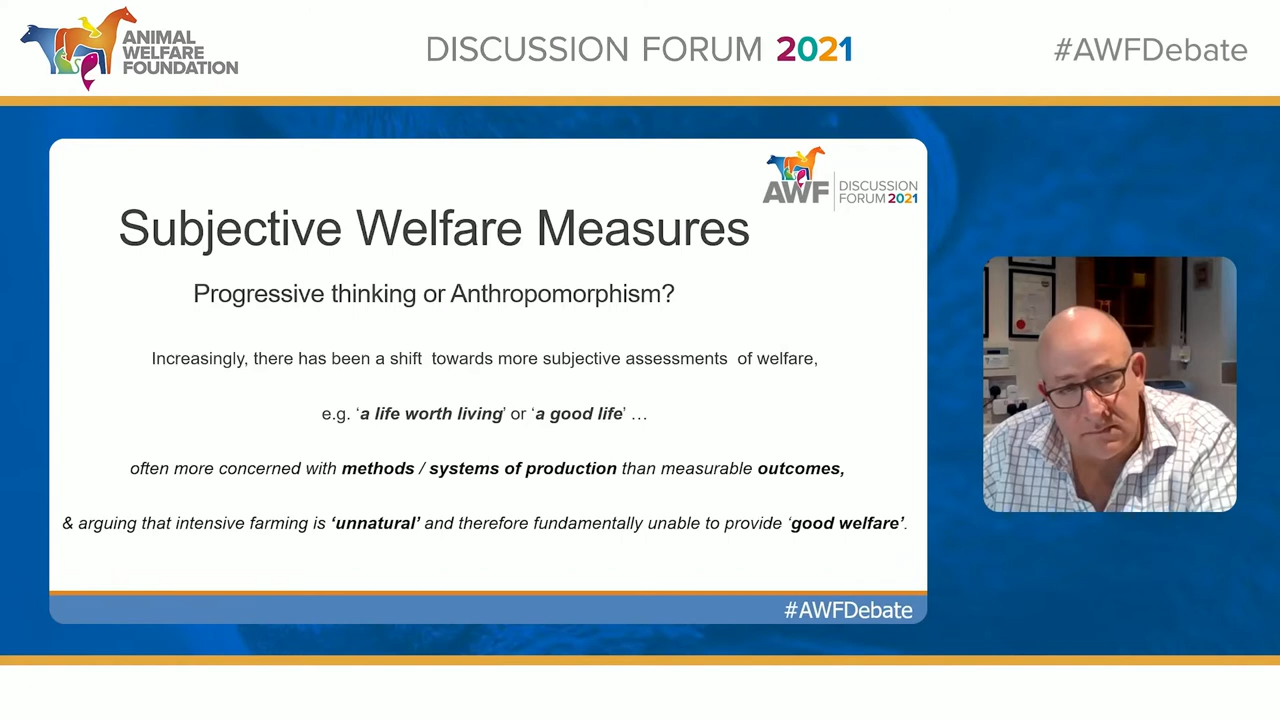 ANIMAL
WELFARE
FOUNDATION
DISCUSSION FORUM 2021
#AWFDebate
AWF
DISCUSSION
FORUM 2021
Subjective Welfare Measures
Progressive thinking or Anthropomorphism?
Increasingly, there has been a shift towards more subjective assessments of welfare,
e.g. ‘a life worth living’ or ‘a good life’ …
often more concerned with methods / systems of production than measurable outcomes,
& arguing that intensive farming is ‘unnatural’ and therefore fundamentally unable to provide ‘good welfare’.
#AWFDebate